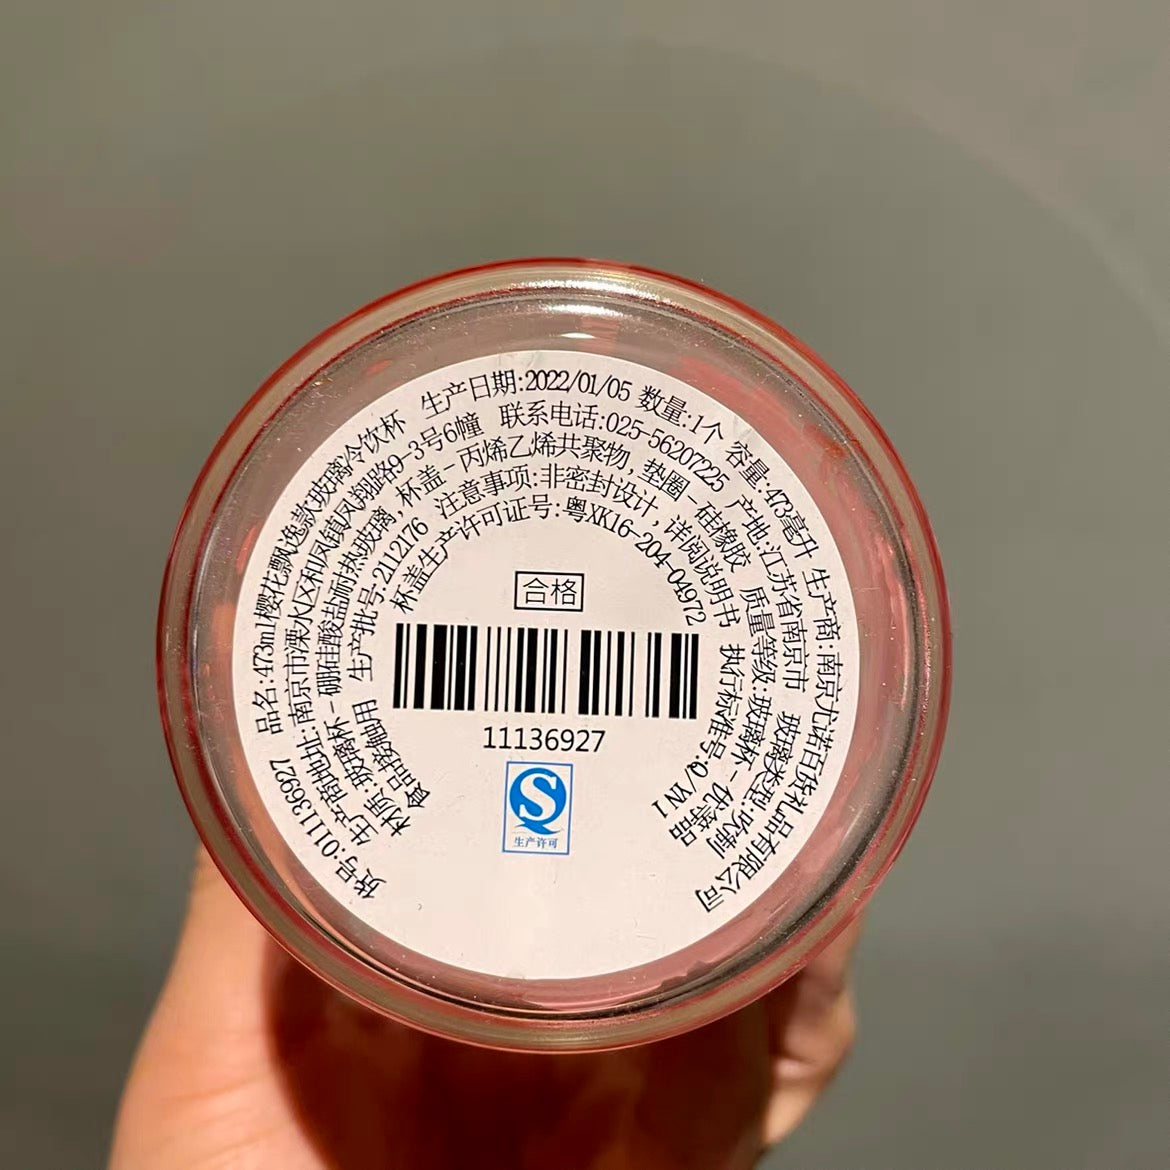 货号:011136927 品名:473ml樱花飘逸款玻璃冷饮杯 生产日期:2022/01/05 数量:1个 容量:473毫升 生产商:南京尤诺百货礼品有限公司
生产商地址:南京市溧水区和凤镇凤翔路9-3号6幢 联系电话:025-56207225 产地:江苏省南京市 玻璃类型:吹制
材质:玻璃杯-硼硅酸盐耐热玻璃,杯盖-丙烯乙烯共聚物,垫圈-硅橡胶 质量等级:玻璃杯-优等品
食品接触用 生产批号:2112176 注意事项:非密封设计,详阅说明书 执行标准号:Q/YN 1
杯盖生产许可证号:粤XK16-204-04972
合格
11136927
生产许可